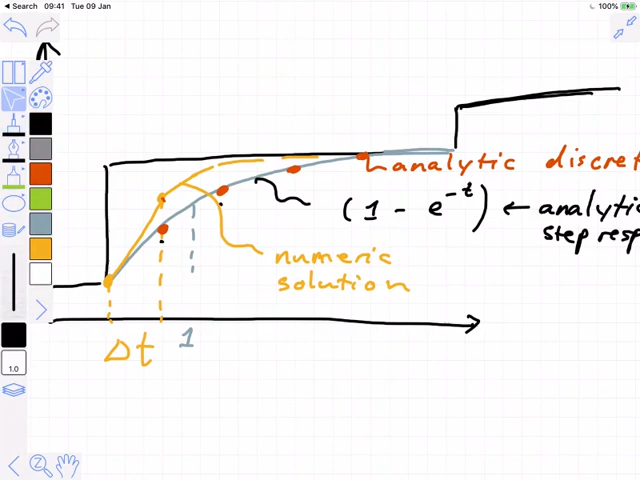 Search 09:41 Tue 09 Jan 100%
analytic discret
(1 - e^-t) ← analytic
step resp
numeric
solution
Δt 1
1.0